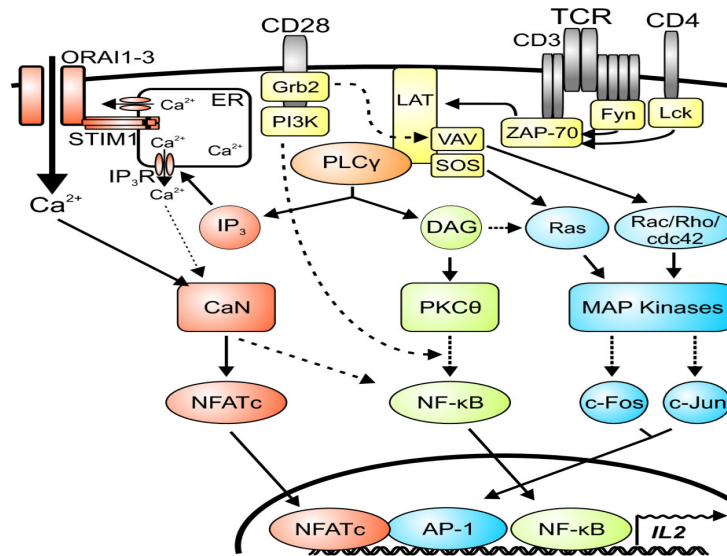 CD28
TCR
CD4
ORAI1-3
CD3
Ca²⁺
ER
Grb2
LAT
Fyn
Lck
STIM1
Ca²⁺
Ca²⁺
PI3K
VAV
ZAP-70
PLCγ
SOS
IP₃R
Ca²⁺
Ca²⁺
IP₃
DAG
Ras
Rac/Rho/
cdc42
CaN
PKCθ
MAP Kinases
NFATc
NF-κB
c-Fos
c-Jun
NFATc
AP-1
NF-κB
IL2